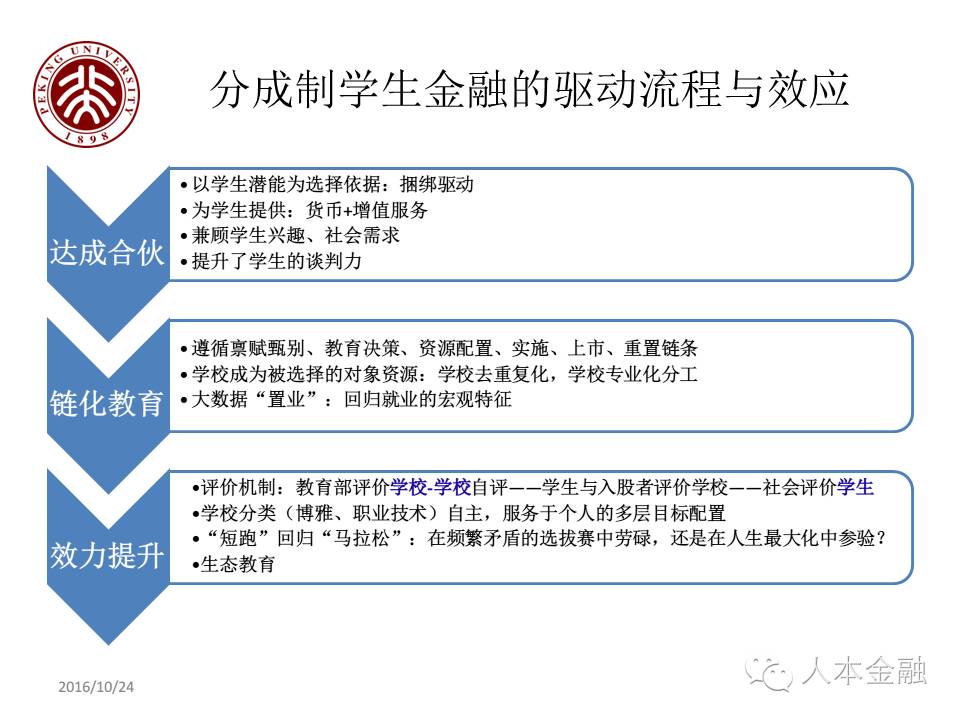 PEKING UNIVERSITY
1898
分成制学生金融的驱动流程与效应
达成合伙
•以学生潜能为选择依据：捆绑驱动
•为学生提供：货币+增值服务
•兼顾学生兴趣、社会需求
•提升了学生的谈判力
链化教育
•遵循禀赋甄别、教育决策、资源配置、实施、上市、重置链条
•学校成为被选择的对象资源：学校去重复化，学校专业化分工
•大数据“置业”：回归就业的宏观特征
效力提升
•评价机制：教育部评价学校-学校自评——学生与入股者评价学校——社会评价学生
•学校分类（博雅、职业技术）自主，服务于个人的多层目标配置
•“短跑”回归“马拉松”：在频繁矛盾的选拔赛中劳碌，还是在人生最大化中参验？
•生态教育
2016/10/24
人本金融